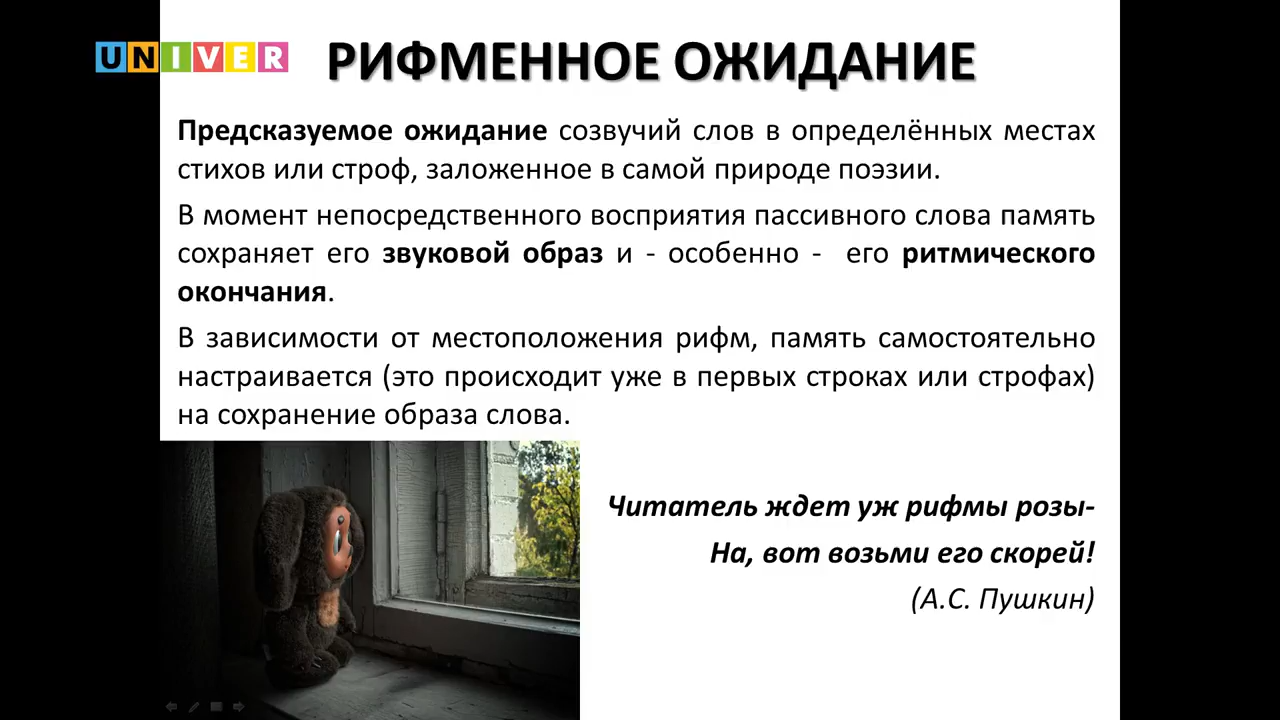 UNIVER
РИФМЕННОЕ ОЖИДАНИЕ
Предсказуемое ожидание созвучий слов в определённых местах
стихов или строф, заложенное в самой природе поэзии.
В момент непосредственного восприятия пассивного слова память
сохраняет его звуковой образ и - особенно - его ритмического
окончания.
В зависимости от местоположения рифм, память самостоятельно
настраивается (это происходит уже в первых строках или строфах)
на сохранение образа слова.
Читатель ждет уж рифмы розы-
На, вот возьми его скорей!
(А.С. Пушкин)